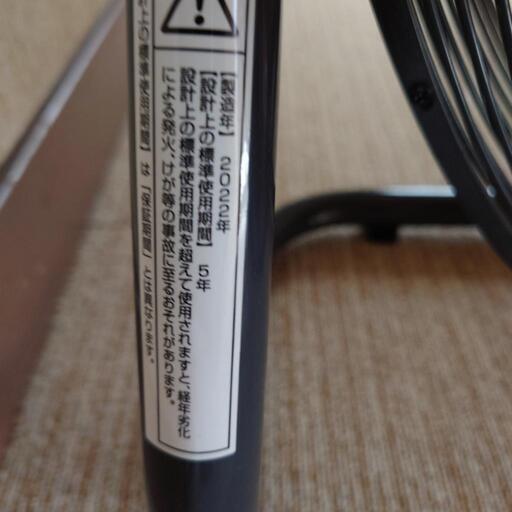 【製造年】　2022年
【設計上の標準使用期間】　5年
設計上の標準使用期間を超えて使用されますと、経年劣化
による発火、けが等の事故に至るおそれがあります。
上の標準使用期間】は「保証期間」とは異なります。